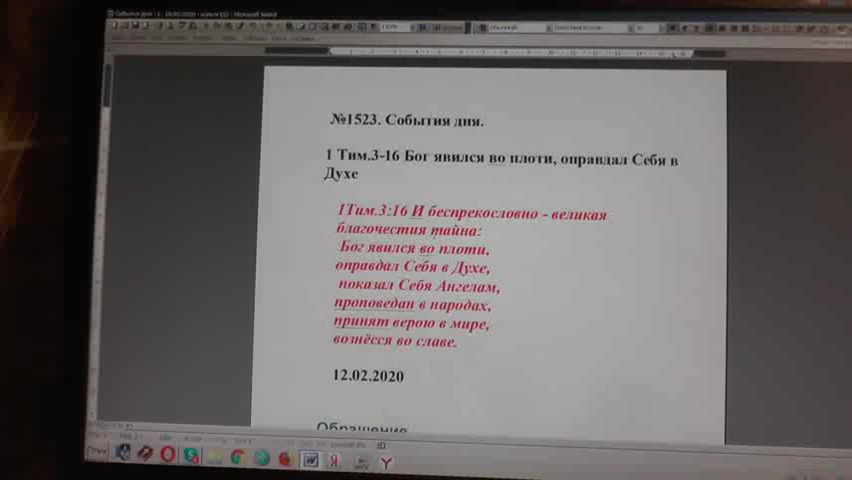 №1523. События дня.
1 Тим.3-16 Бог явился во плоти, оправдал Себя в
Духе
1Тим.3:16 И беспрекословно - великая
благочестия тайна:
Бог явился во плоти,
оправдал Себя в Духе,
показал Себя Ангелам,
проповедан в народах,
принят верою в мире,
вознёсся во славе.
12.02.2020
Обращение